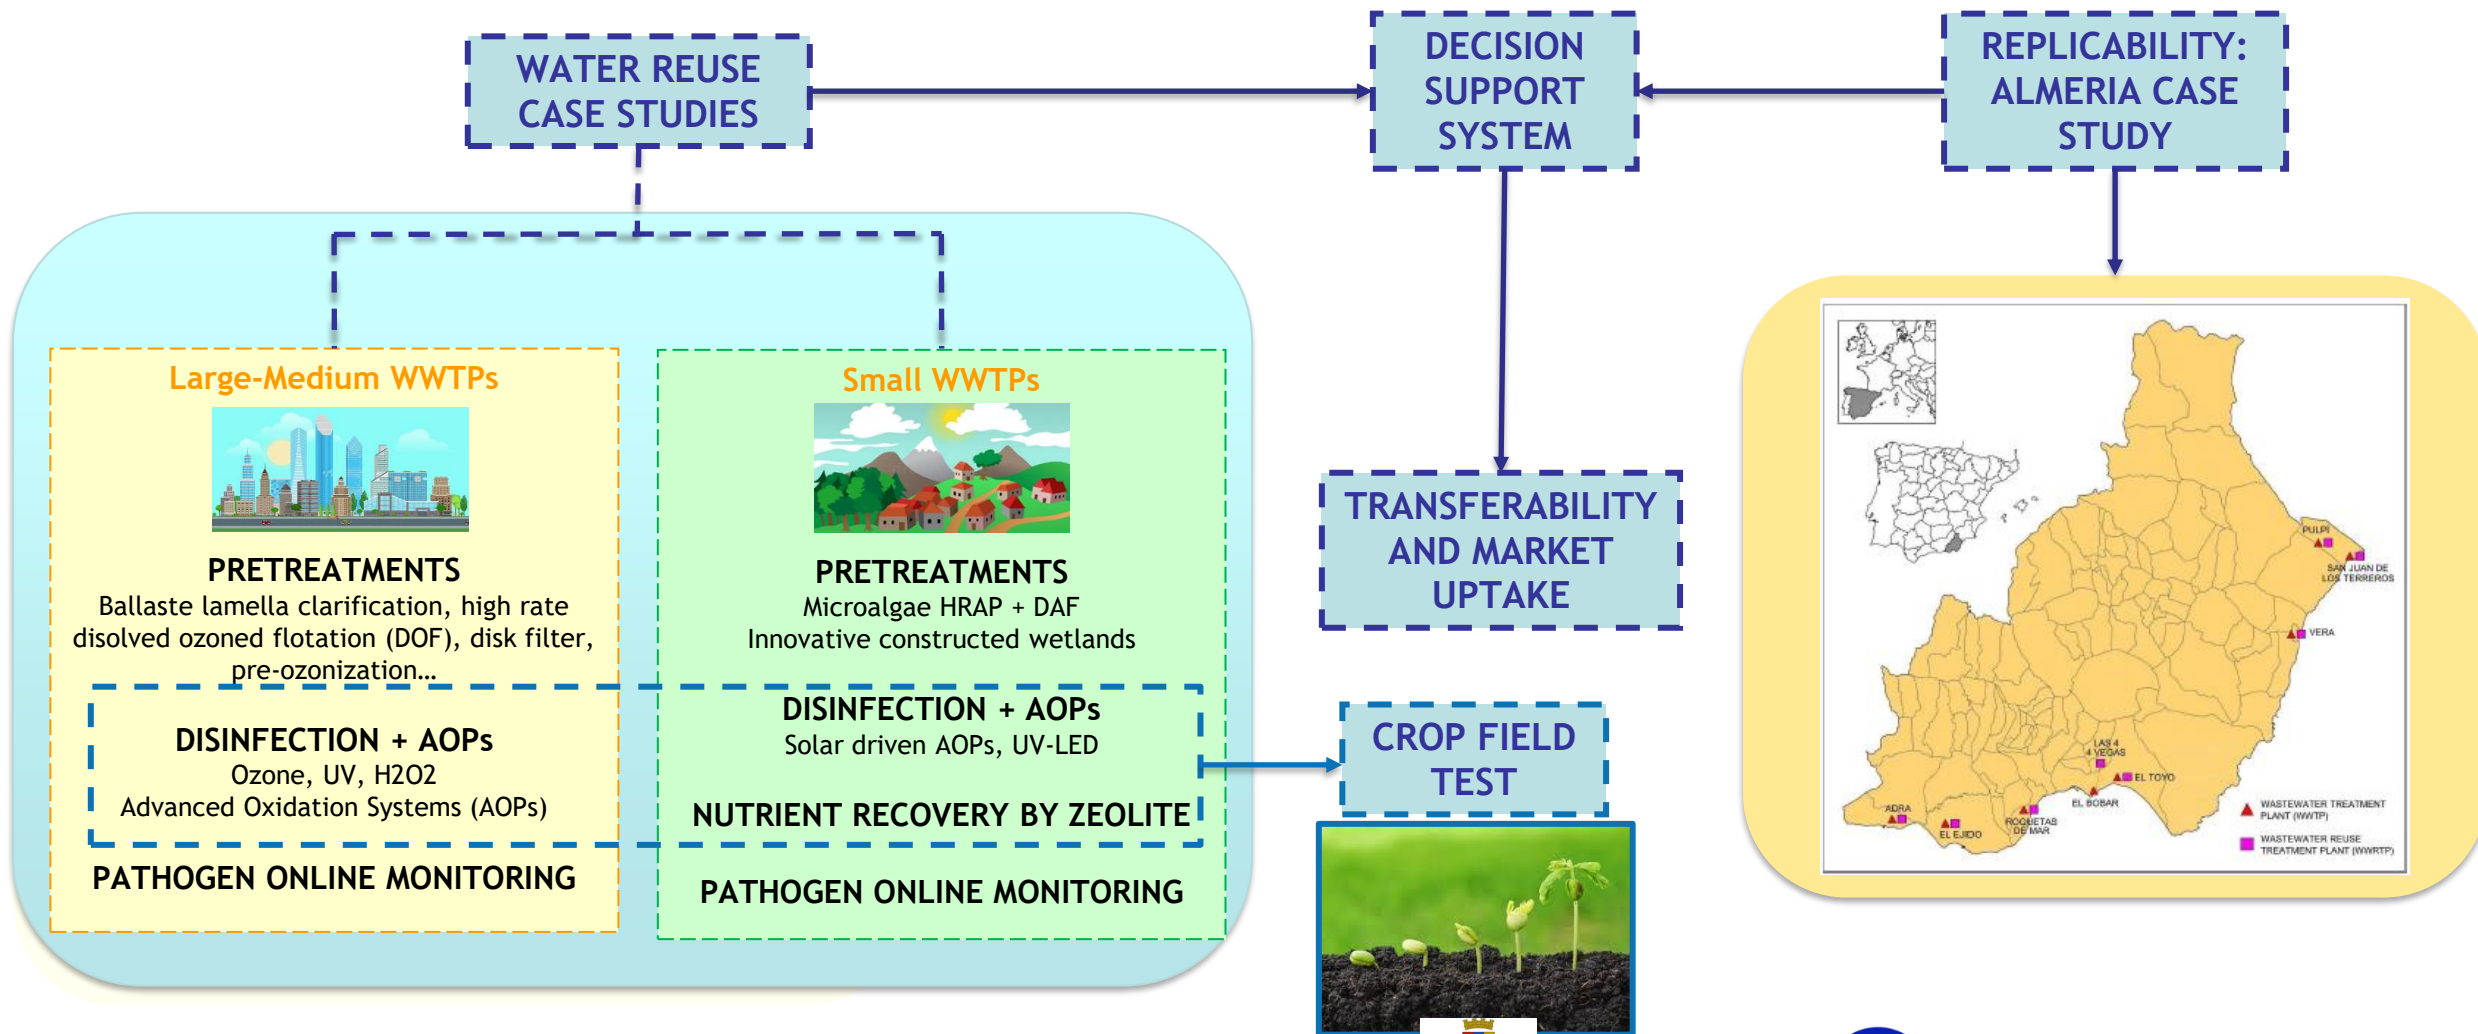 WATER REUSE
CASE STUDIES
DECISION
SUPPORT
SYSTEM
REPLICABILITY:
ALMERIA CASE
STUDY
Large-Medium WWTPs
PRETREATMENTS
Ballaste lamella clarification, high rate
disolved ozoned flotation (DOF), disk filter,
pre-ozonization…
DISINFECTION + AOPs
Ozone, UV, H2O2
Advanced Oxidation Systems (AOPs)
PATHOGEN ONLINE MONITORING
Small WWTPs
PRETREATMENTS
Microalgae HRAP + DAF
Innovative constructed wetlands
DISINFECTION + AOPs
Solar driven AOPs, UV-LED
NUTRIENT RECOVERY BY ZEOLITE
PATHOGEN ONLINE MONITORING
TRANSFERABILITY
AND MARKET
UPTAKE
CROP FIELD
TEST
PULPI
SAN JUAN DE
LOS TERREROS
VERA
LAS 4
4 VEGAS
EL TOYO
EL BOBAR
ROQUETAS
DE MAR
EL EJIDO
ADRA
WASTEWATER TREATMENT
PLANT (WWTP)
WASTEWATER REUSE
TREATMENT PLANT (WWRTP)